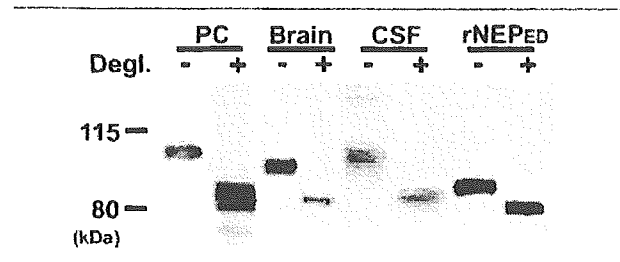 PC Brain CSF rNEPED
Degl. - + - + - + - +
115
80
(kDa)